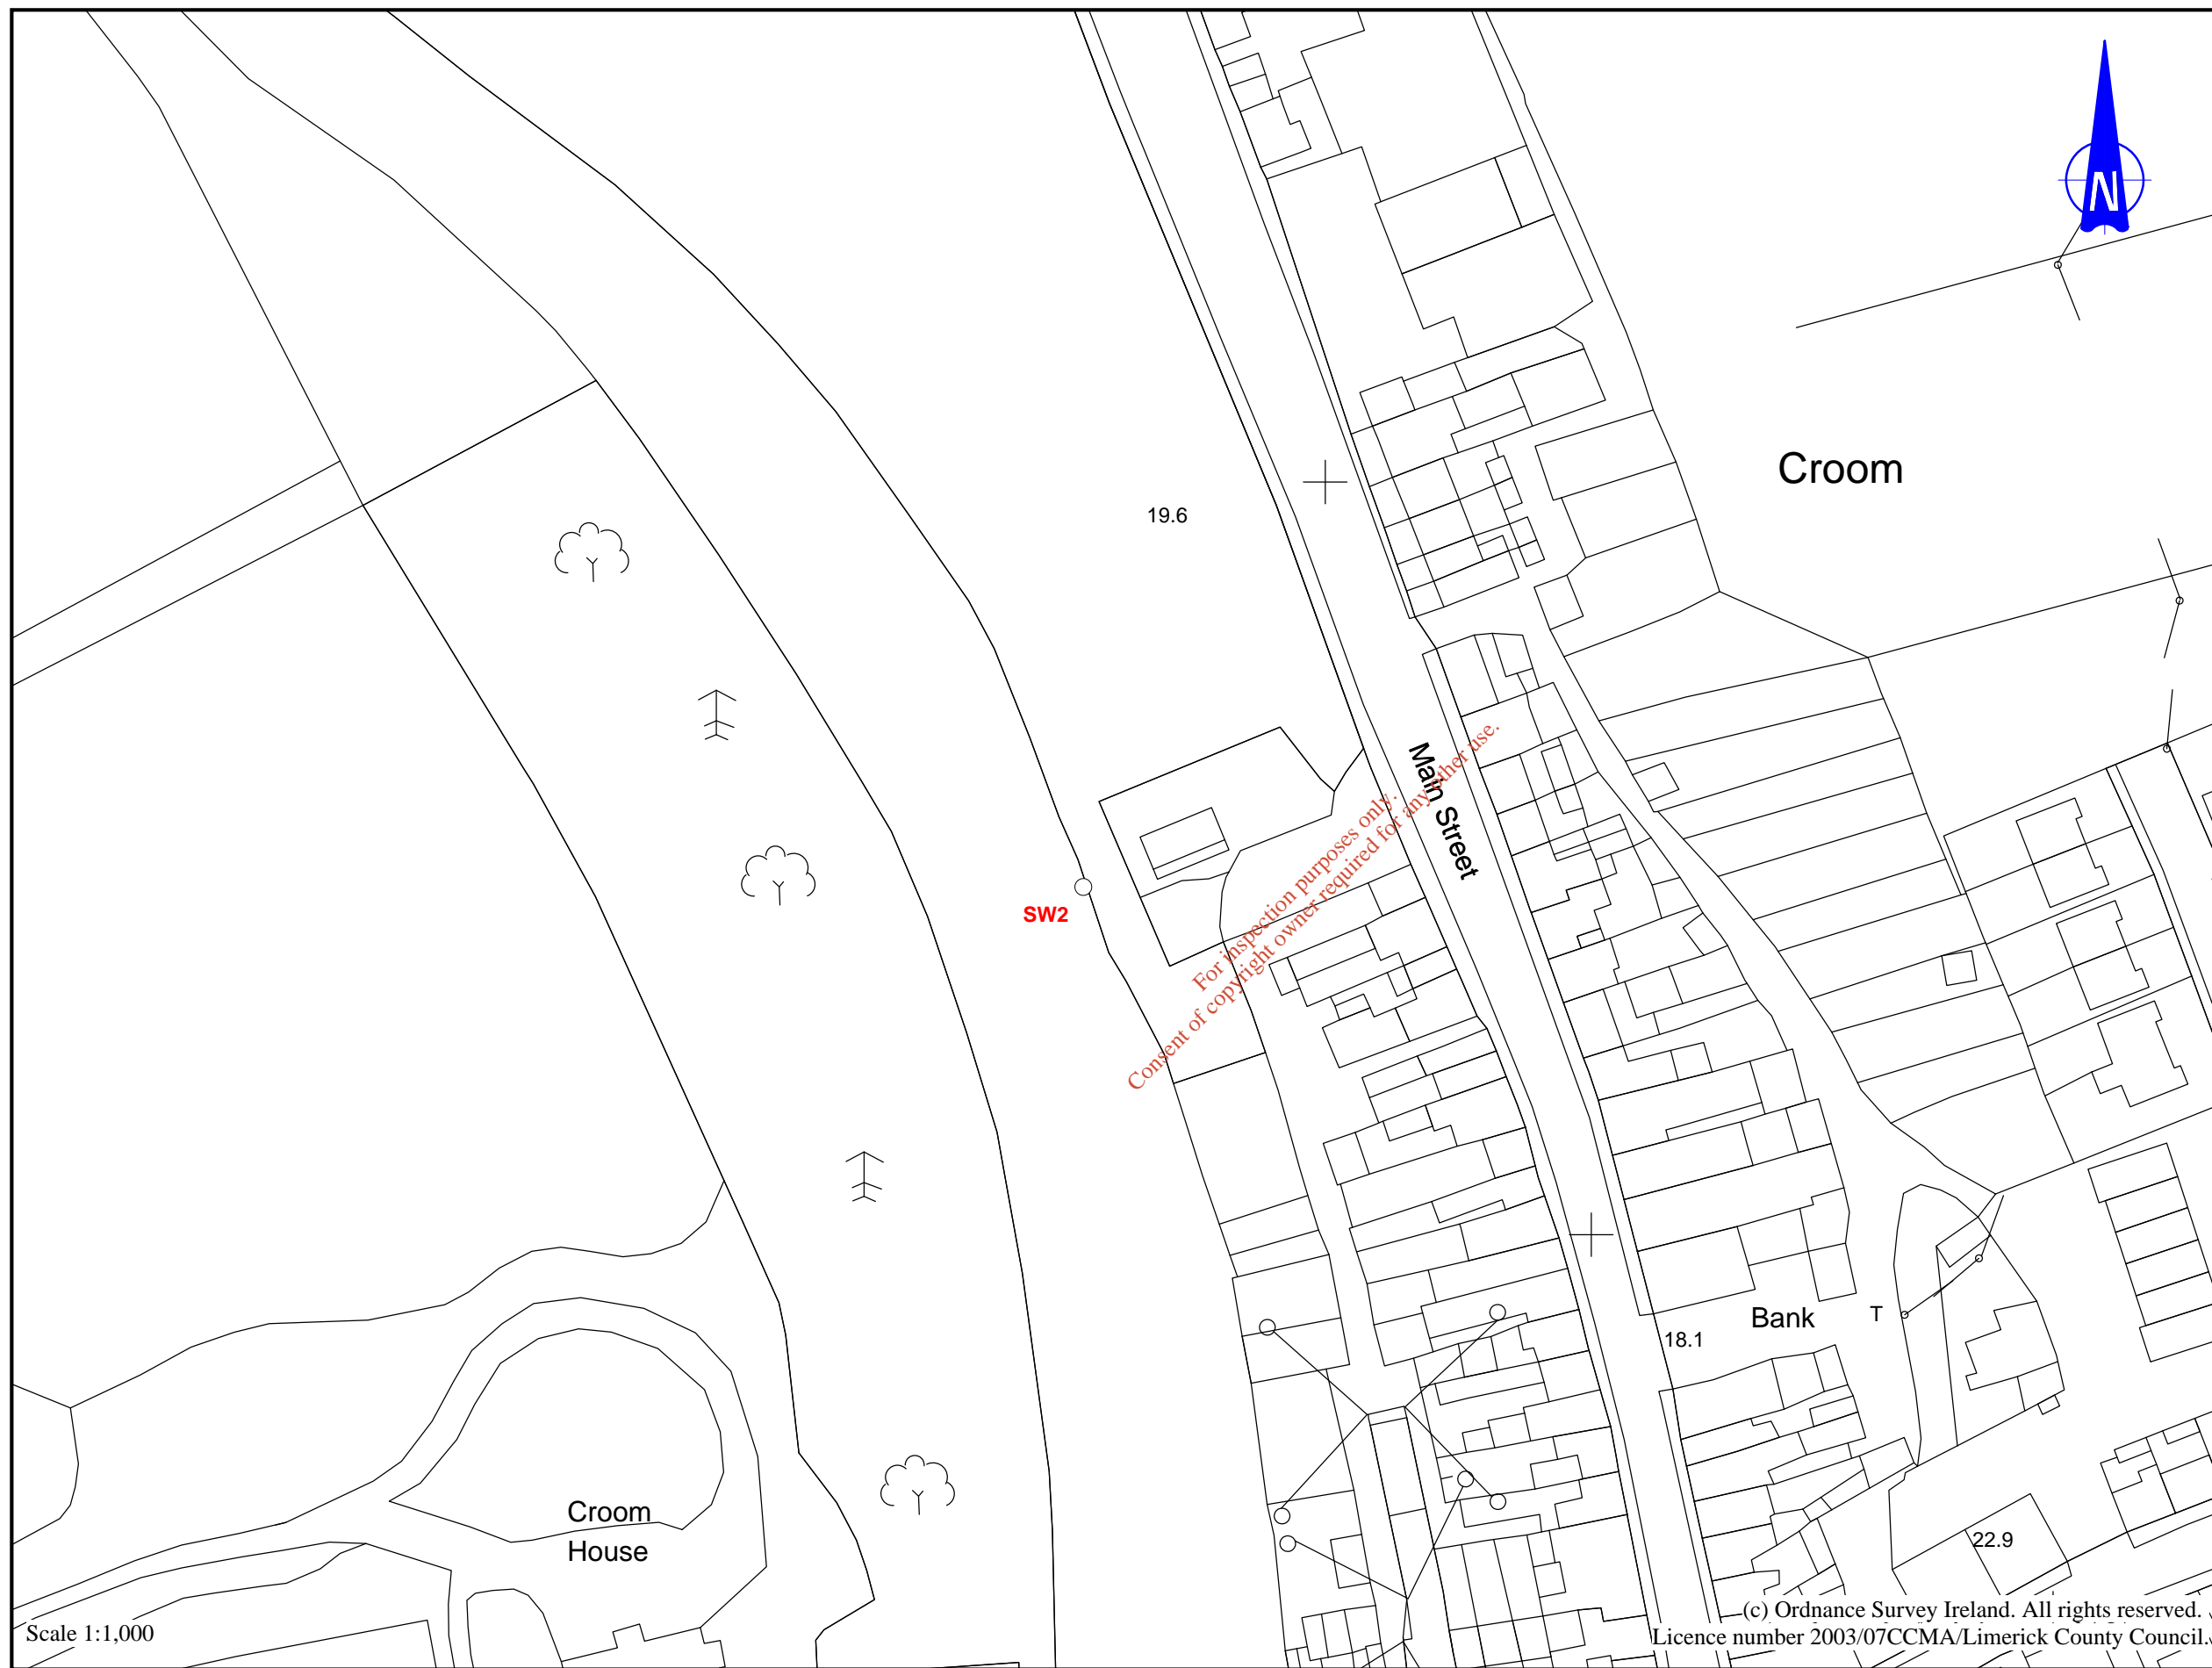 N
Croom
19.6
Main Street
For inspection purposes only.
Consent of copyright owner required for any other use.
SW2
Bank
T
18.1
Croom
House
22.9
Scale 1:1,000
(c) Ordnance Survey Ireland. All rights reserved.
Licence number 2003/07CCMA/Limerick County Council.